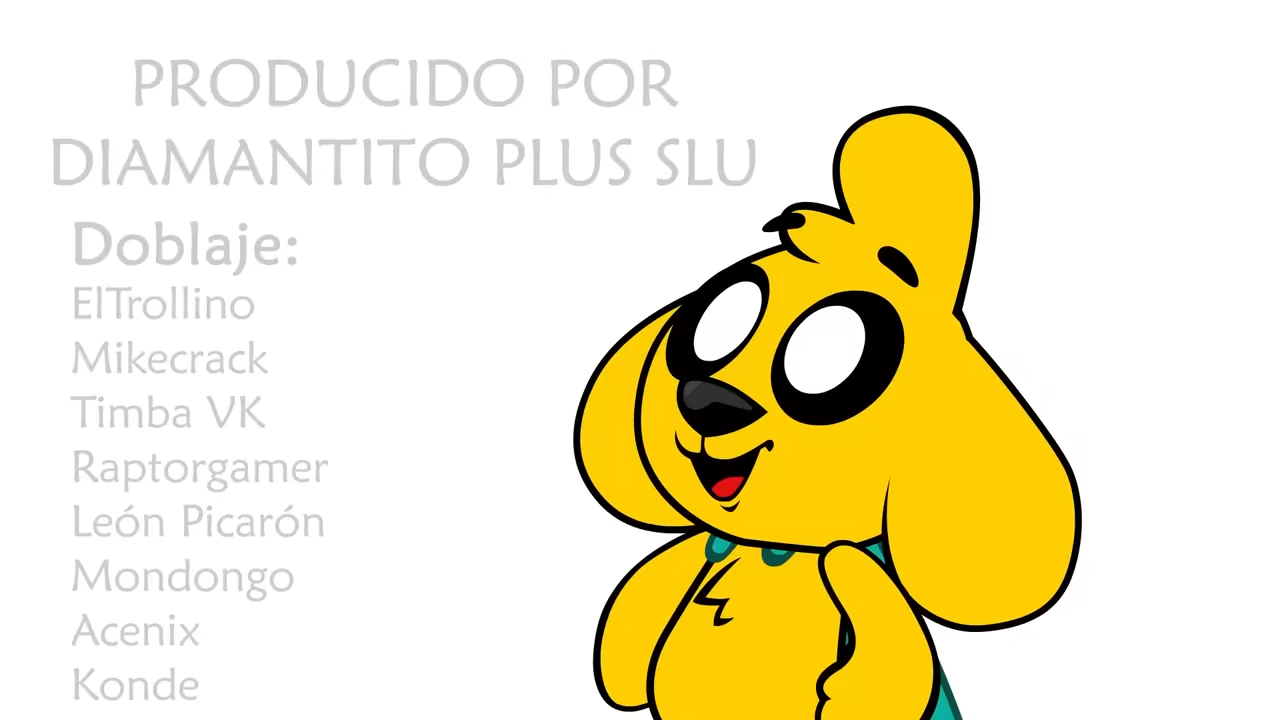 PRODUCIDO POR
DIAMANTITO PLUS SLU
Doblaje:
ElTrollino
Mikecrack
Timba VK
Raptorgamer
León Picarón
Mondongo
Acenix
Konde